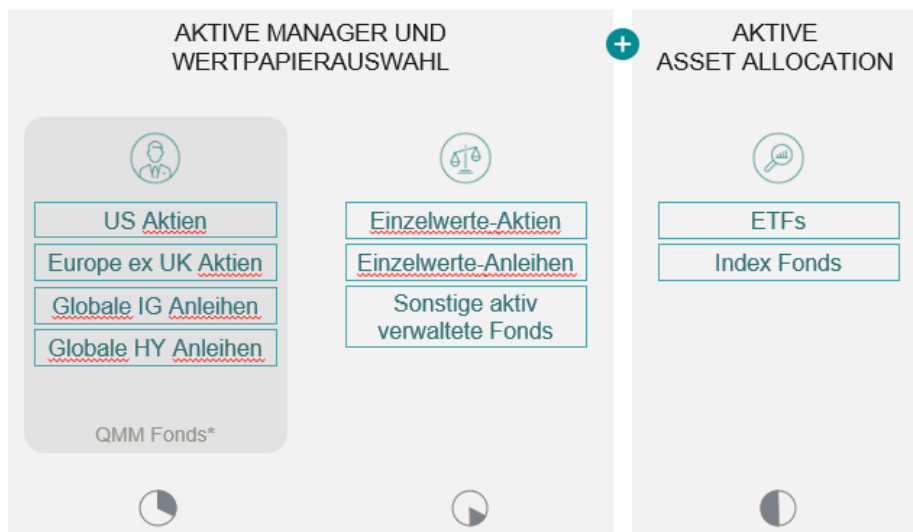 AKTIVE MANAGER UND
WERTPAPIERAUSWAHL
US Aktien
Europe ex UK Aktien
Globale IG Anleihen
Globale HY Anleihen
QMM Fonds*
Einzelwerte-Aktien
Einzelwerte-Anleihen
Sonstige aktiv
verwaltete Fonds
AKTIVE
ASSET ALLOCATION
ETFs
Index Fonds